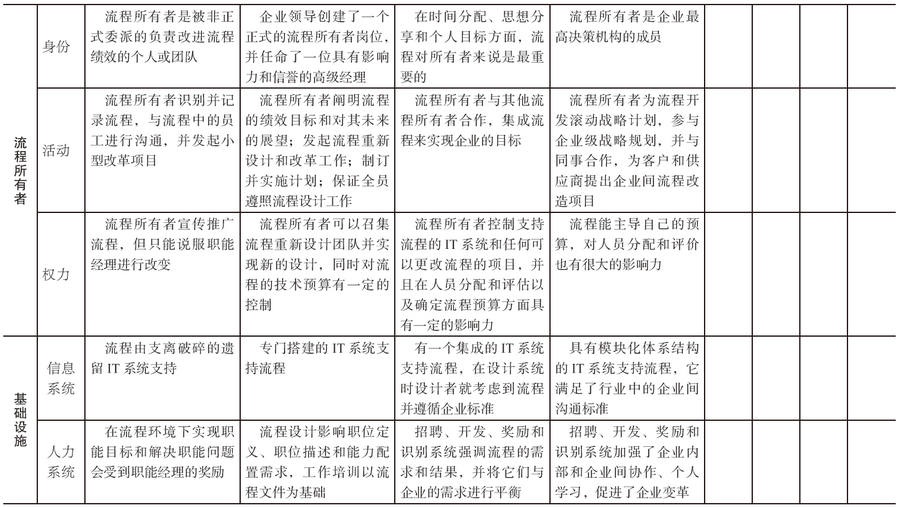 流程所有者
身份
流程所有者是被非正
式委派的负责改进流程
绩效的个人或团队
企业领导创建了一个
正式的流程所有者岗位，
并任命了一位具有影响
力和信誉的高级经理
在时间分配、思想分
享和个人目标方面，流
程对所有者来说是最重
要的
流程所有者是企业最
高决策机构的成员
活动
流程所有者识别并记
录流程，与流程中的员
工进行沟通，并发起小
型改革项目
流程所有者阐明流程
的绩效目标和对其未来
的展望；发起流程重新
设计和改革工作；制订
并实施计划；保证全员
遵照流程设计工作
流程所有者与其他流
程所有者合作，集成流
程来实现企业的目标
流程所有者为流程开
发滚动战略计划，参与
企业级战略规划，并与
同事合作，为客户和供
应商提出企业间流程改
造项目
权力
流程所有者宣传推广
流程，但只能说服职能
经理进行改变
流程所有者可以召集
流程重新设计团队并实
现新的设计，同时对流
程的技术预算有一定的
控制
流程所有者控制支持
流程的IT系统和任何可
以更改流程的项目，并
且在人员分配和评估以
及确定流程预算方面具
有一定的影响力
流程能主导自己的预
算，对人员分配和评价
也有很大的影响力
基础设施
信息
系统
流程由支离破碎的遗
留IT系统支持
专门搭建的IT系统支
持流程
有一个集成的IT系统
支持流程，在设计系统
时设计者就考虑到流程
并遵循企业标准
具有模块化体系结构
的IT系统支持流程，它
满足了行业中的企业间
沟通标准
人力
系统
在流程环境下实现职
能目标和解决职能问题
会受到职能经理的奖励
流程设计影响职位定
义、职位描述和能力配
置需求，工作培训以流
程文件为基础
招聘、开发、奖励和
识别系统强调流程的需
求和结果，并将它们与
企业的需求进行平衡
招聘、开发、奖励和
识别系统加强了企业内
部和企业间协作、个人
学习，促进了企业变革